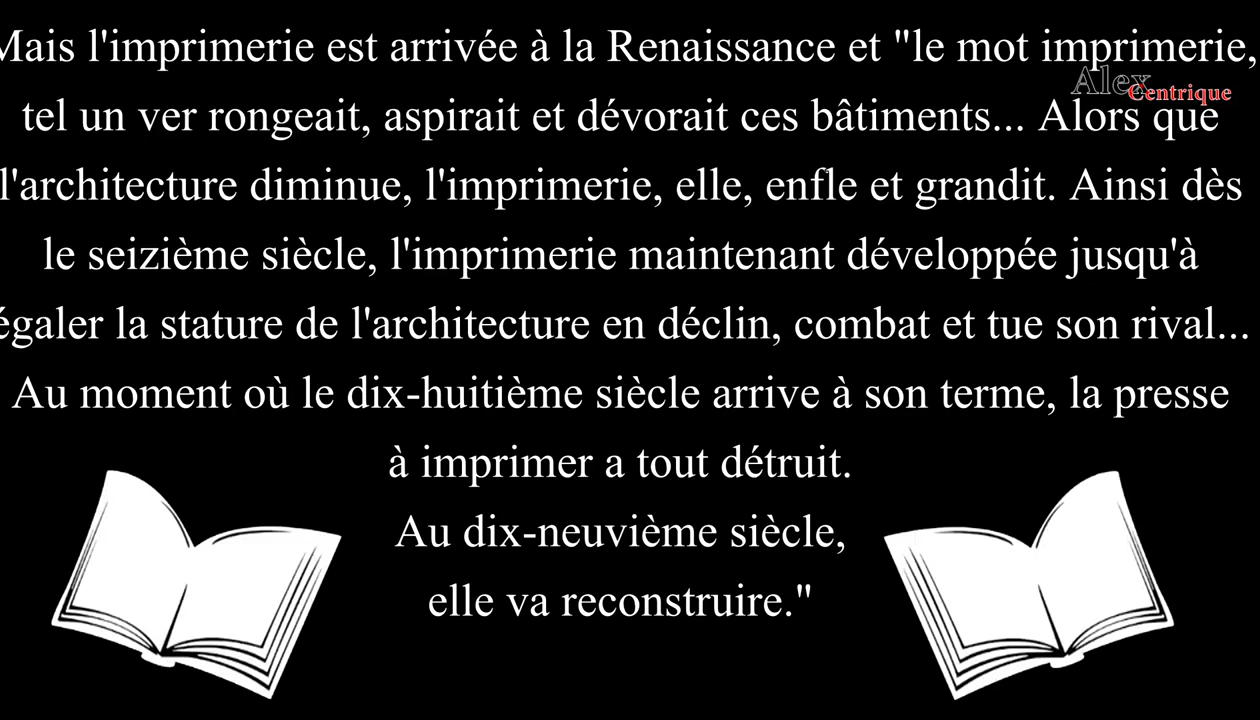 Mais l'imprimerie est arrivée à la Renaissance et "le mot imprimerie,
Alex
Centrique
tel un ver rongeait, aspirait et dévorait ces bâtiments... Alors que
l'architecture diminue, l'imprimerie, elle, enfle et grandit. Ainsi dès
le seizième siècle, l'imprimerie maintenant développée jusqu'à
égaler la stature de l'architecture en déclin, combat et tue son rival...
Au moment où le dix-huitième siècle arrive à son terme, la presse
à imprimer a tout détruit.
Au dix-neuvième siècle,
elle va reconstruire."